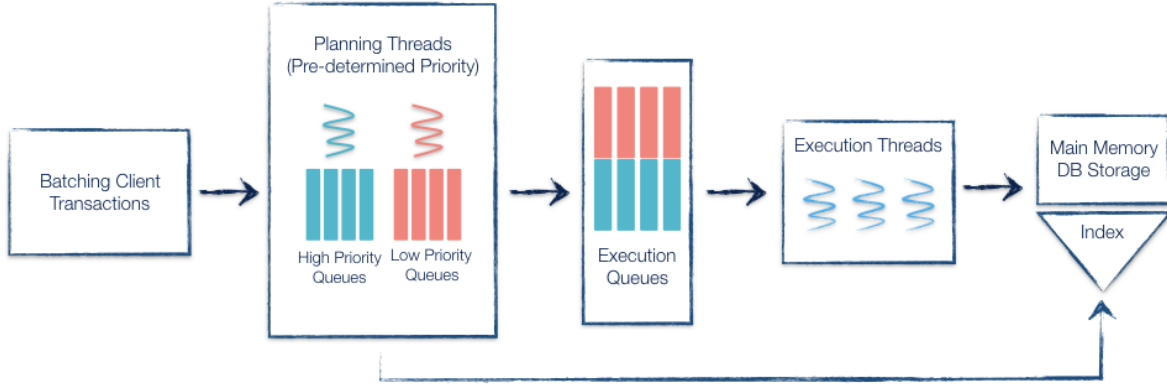 Batching Client
Transactions
Planning Threads
(Pre-determined Priority)
High Priority
Queues
Low Priority
Queues
Execution
Queues
Execution Threads
Main Memory
DB Storage
Index